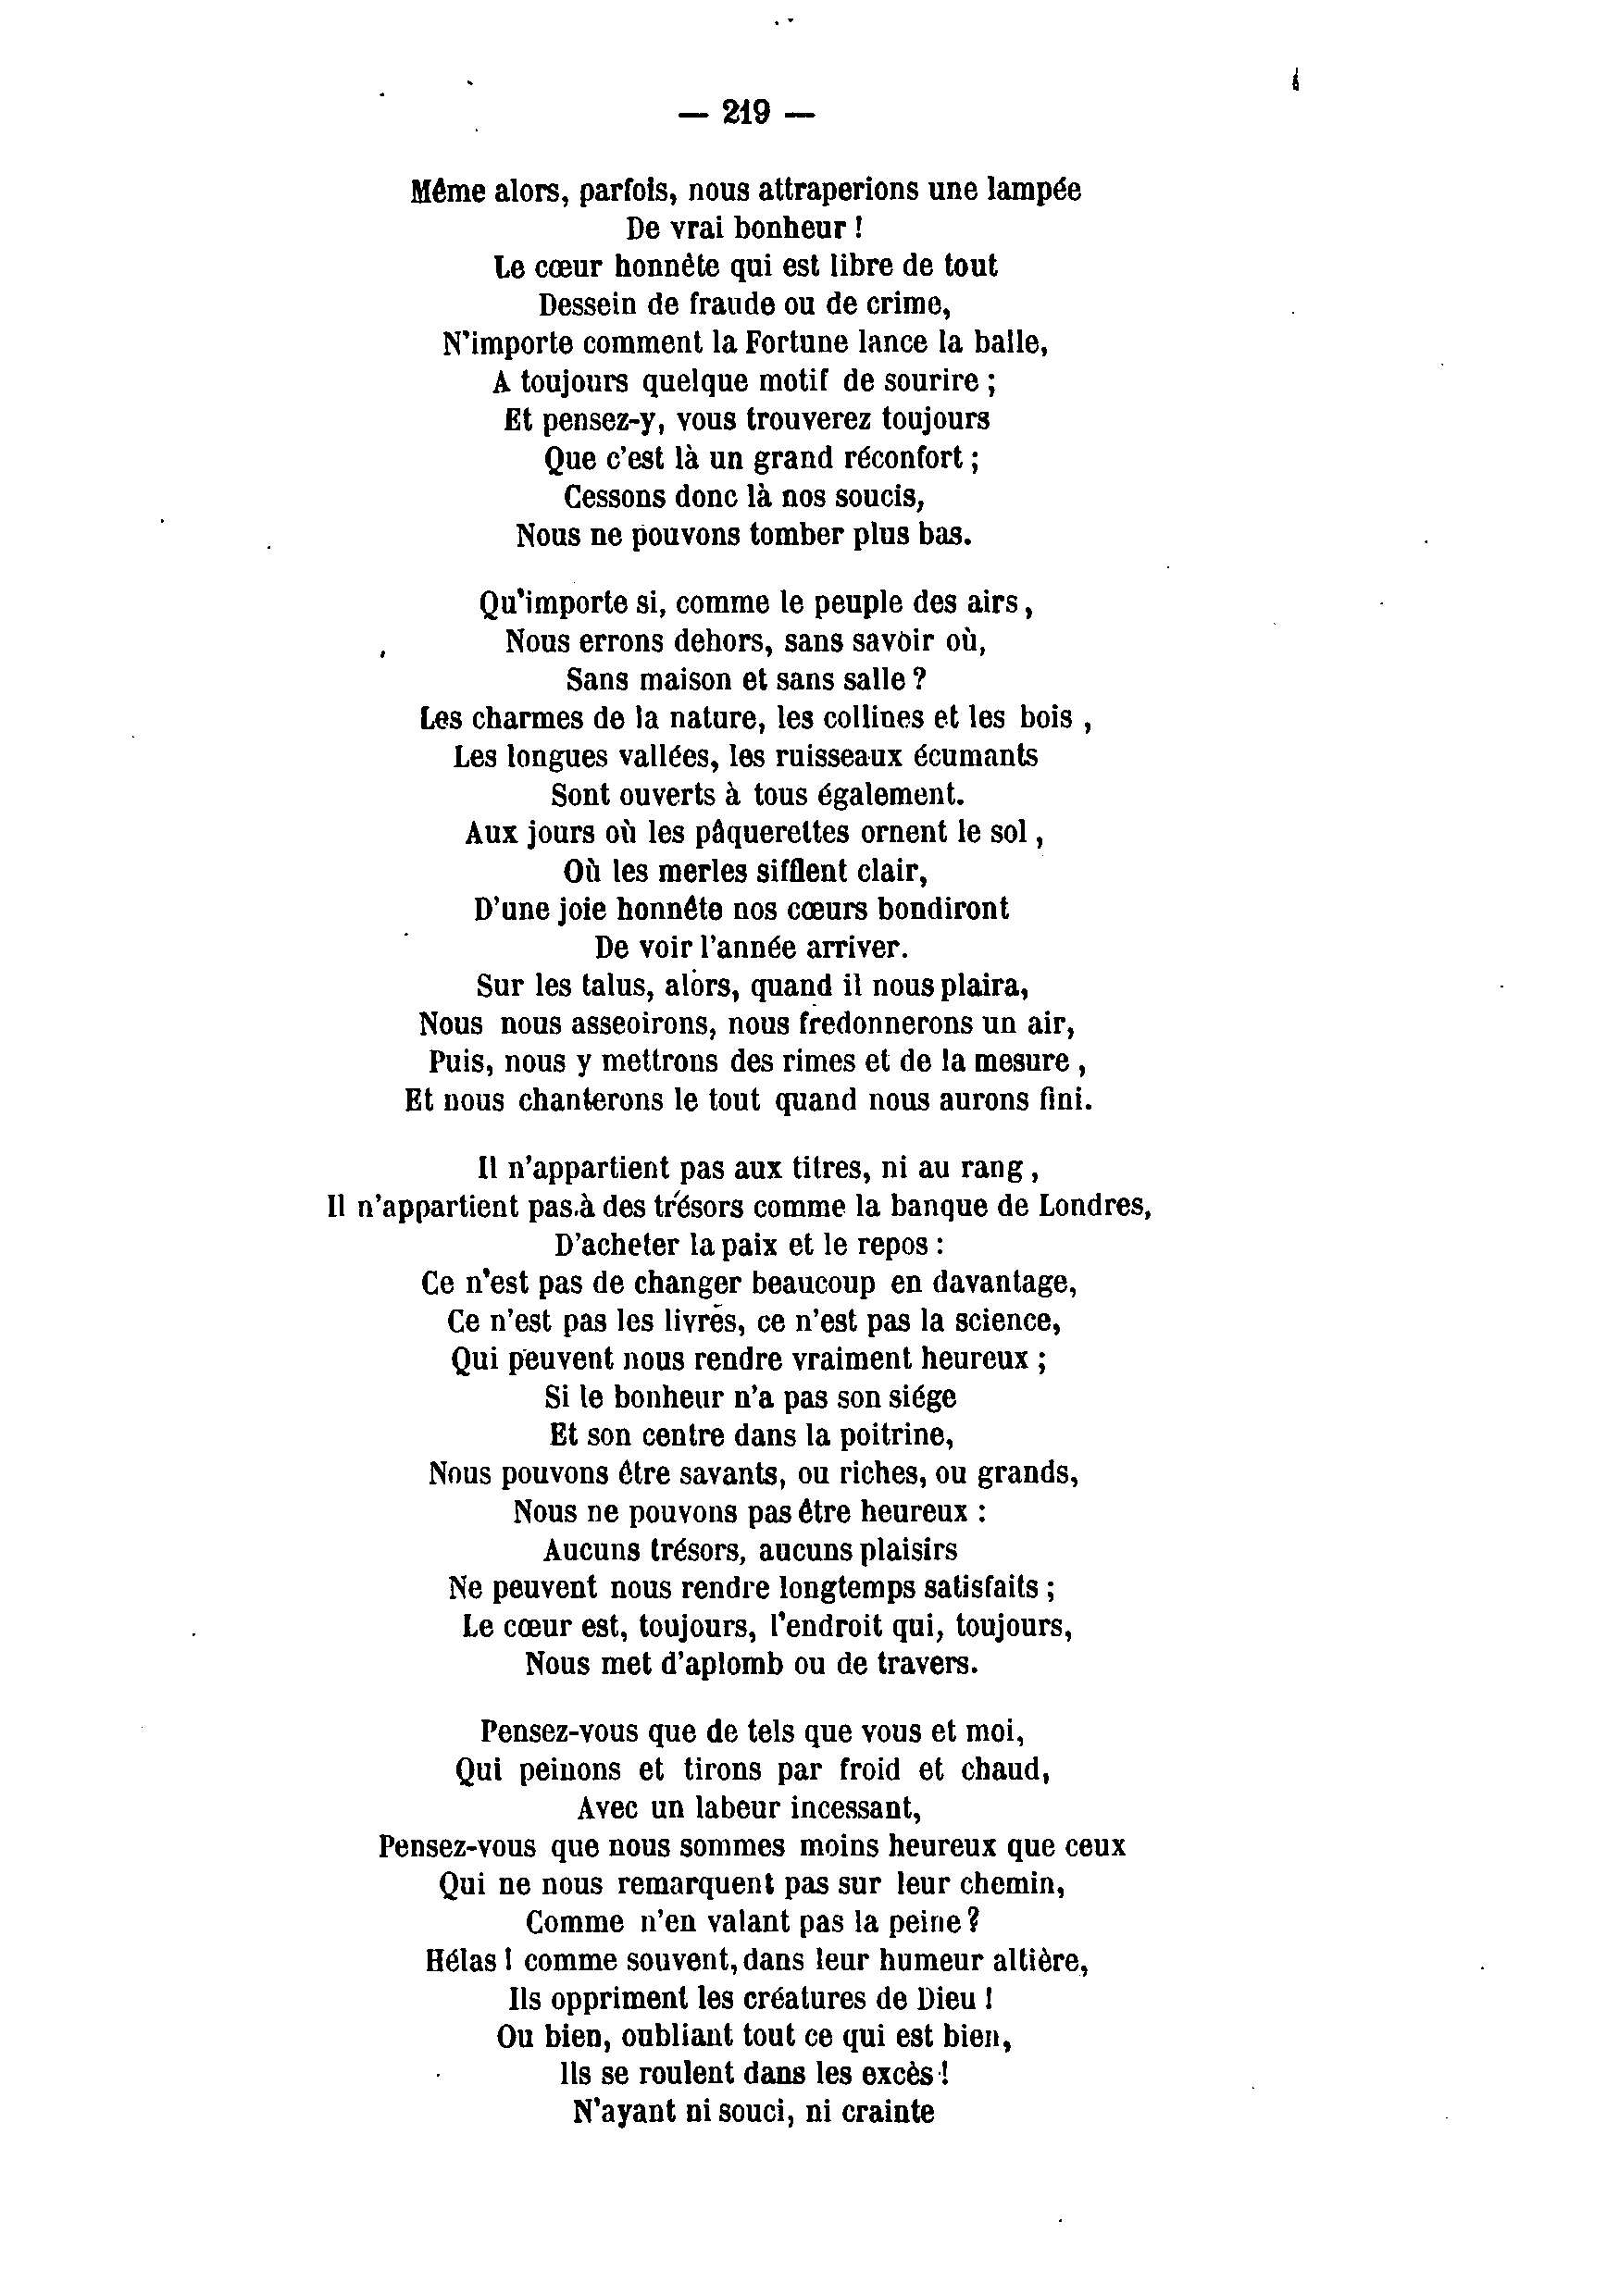 — 219 —
Même alors, parfois, nous attraperions une lampée
De vrai bonheur !
Le cœur honnête qui est libre de tout
Dessein de fraude ou de crime,
N'importe comment la Fortune lance la balle,
A toujours quelque motif de sourire ;
Et pensez-y, vous trouverez toujours
Que c'est là un grand réconfort ;
Cessons donc là nos soucis,
Nous ne pouvons tomber plus bas.
Qu'importe si, comme le peuple des airs,
Nous errons dehors, sans savoir où,
Sans maison et sans salle ?
Les charmes de la nature, les collines et les bois ,
Les longues vallées, les ruisseaux écumants
Sont ouverts à tous également.
Aux jours où les pâquerettes ornent le sol ,
Où les merles sifflent clair,
D'une joie honnête nos cœurs bondiront
De voir l'année arriver.
Sur les talus, alors, quand il nous plaira,
Nous nous asseoirons, nous fredonnerons un air,
Puis, nous y mettrons des rimes et de la mesure ,
Et nous chanterons le tout quand nous aurons fini.
Il n'appartient pas aux titres, ni au rang ,
Il n'appartient pas à des trésors comme la banque de Londres,
D'acheter la paix et le repos :
Ce n'est pas de changer beaucoup en davantage,
Ce n'est pas les livres, ce n'est pas la science,
Qui peuvent nous rendre vraiment heureux ;
Si le bonheur n'a pas son siége
Et son centre dans la poitrine,
Nous pouvons être savants, ou riches, ou grands,
Nous ne pouvons pas être heureux :
Aucuns trésors, aucuns plaisirs
Ne peuvent nous rendre longtemps satisfaits ;
Le cœur est, toujours, l'endroit qui, toujours,
Nous met d'aplomb ou de travers.
Pensez-vous que de tels que vous et moi,
Qui peinons et tirons par froid et chaud,
Avec un labeur incessant,
Pensez-vous que nous sommes moins heureux que ceux
Qui ne nous remarquent pas sur leur chemin,
Comme n'en valant pas la peine ?
Hélas ! comme souvent, dans leur humeur altière,
Ils oppriment les créatures de Dieu !
Ou bien, oubliant tout ce qui est bien,
Ils se roulent dans les excès !
N'ayant ni souci, ni crainte